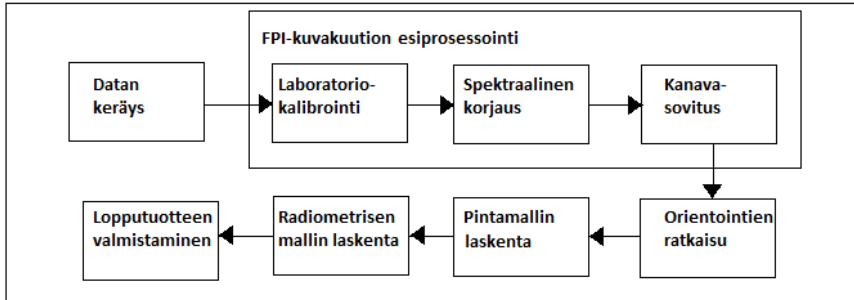 FPI-kuvakuution esiprosessointi
Datan
keräys
Laboratorio-
kalibrointi
Spektraalinen
korjaus
Kanava-
sovitus
Lopputuotteen
valmistaminen
Radiometrisen
mallin laskenta
Pintamallin
laskenta
Orientointien
ratkaisu